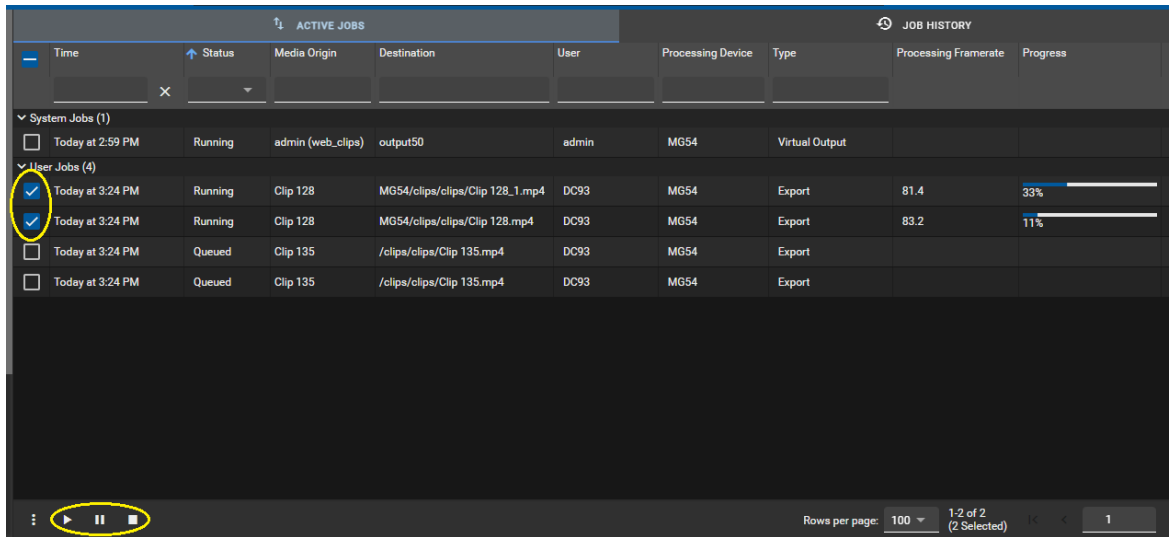 ACTIVE JOBS JOB HISTORY
Time Status Media Origin Destination User Processing Device Type Processing Framerate Progress
System Jobs (1)
Today at 2:59 PM Running admin (web_clips) output50 admin MG54 Virtual Output
User Jobs (4)
Today at 3:24 PM Running Clip 128 MG54/clips/clips/Clip 128_1.mp4 DC93 MG54 Export 81.4 33%
Today at 3:24 PM Running Clip 128 MG54/clips/clips/Clip 128.mp4 DC93 MG54 Export 83.2 11%
Today at 3:24 PM Queued Clip 135 /clips/clips/Clip 135.mp4 DC93 MG54 Export
Today at 3:24 PM Queued Clip 135 /clips/clips/Clip 135.mp4 DC93 MG54 Export
Rows per page: 100 1-2 of 2 1
(2 Selected)